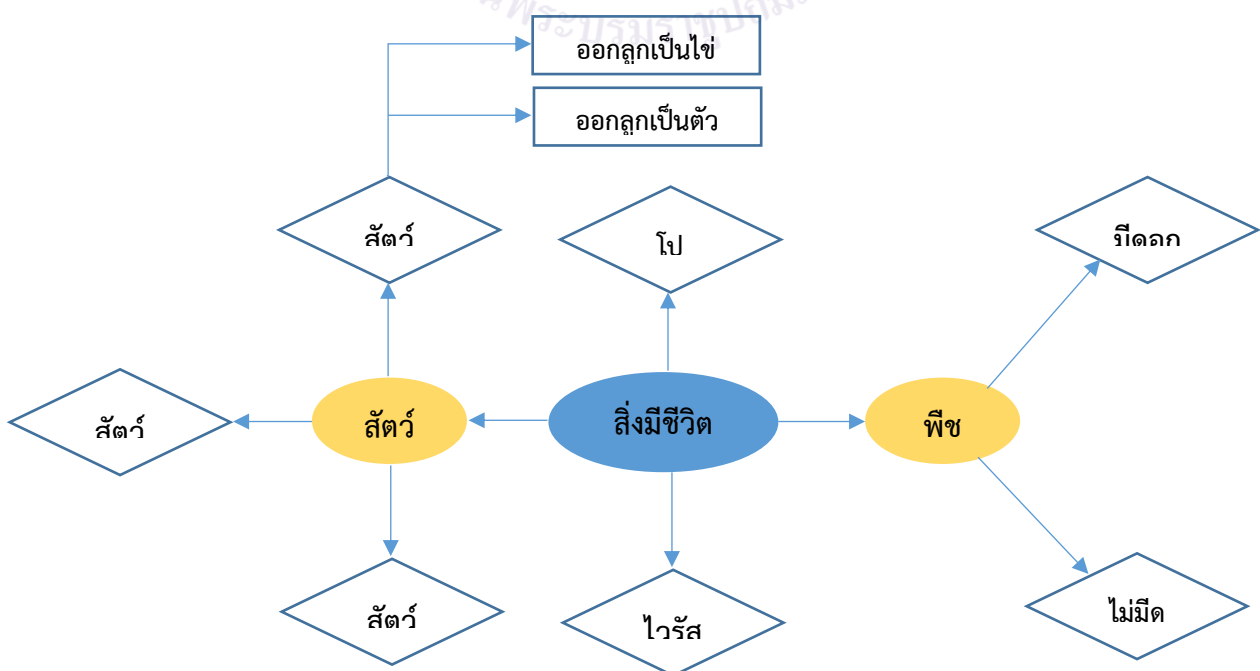 ออกลูกเป็นไข่
ออกลูกเป็นตัว
สัตว์
โป
มีดอก
สัตว์
สัตว์
สิ่งมีชีวิต
พืช
สัตว์
ไวรัส
ไม่มีด